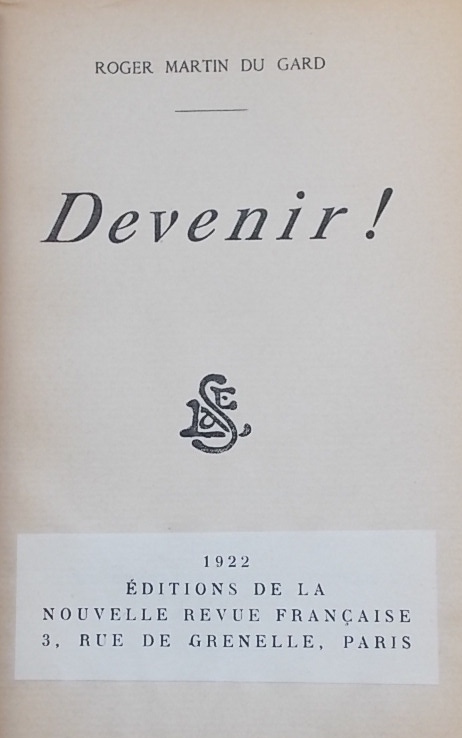 ROGER MARTIN DU GARD
Devenir !
1922
ÉDITIONS DE LA
NOUVELLE REVUE FRANÇAISE
3, RUE DE GRENELLE, PARIS